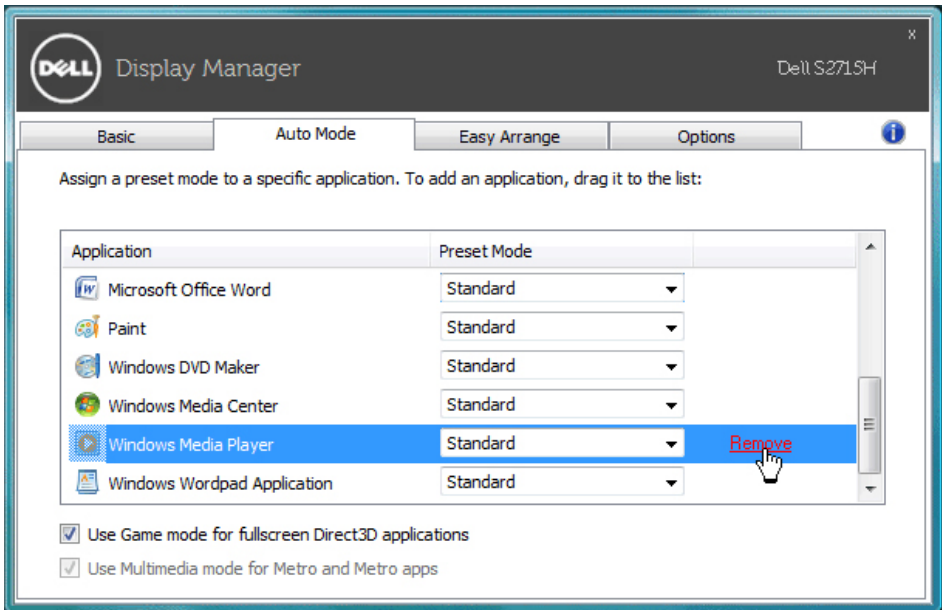 x
DELL Display Manager Dell S2715H
Basic Auto Mode Easy Arrange Options i
Assign a preset mode to a specific application. To add an application, drag it to the list:
Application Preset Mode
Microsoft Office Word Standard
Paint Standard
Windows DVD Maker Standard
Windows Media Center Standard
Windows Media Player Standard Remove
Windows Wordpad Application Standard
Use Game mode for fullscreen Direct3D applications
Use Multimedia mode for Metro and Metro apps